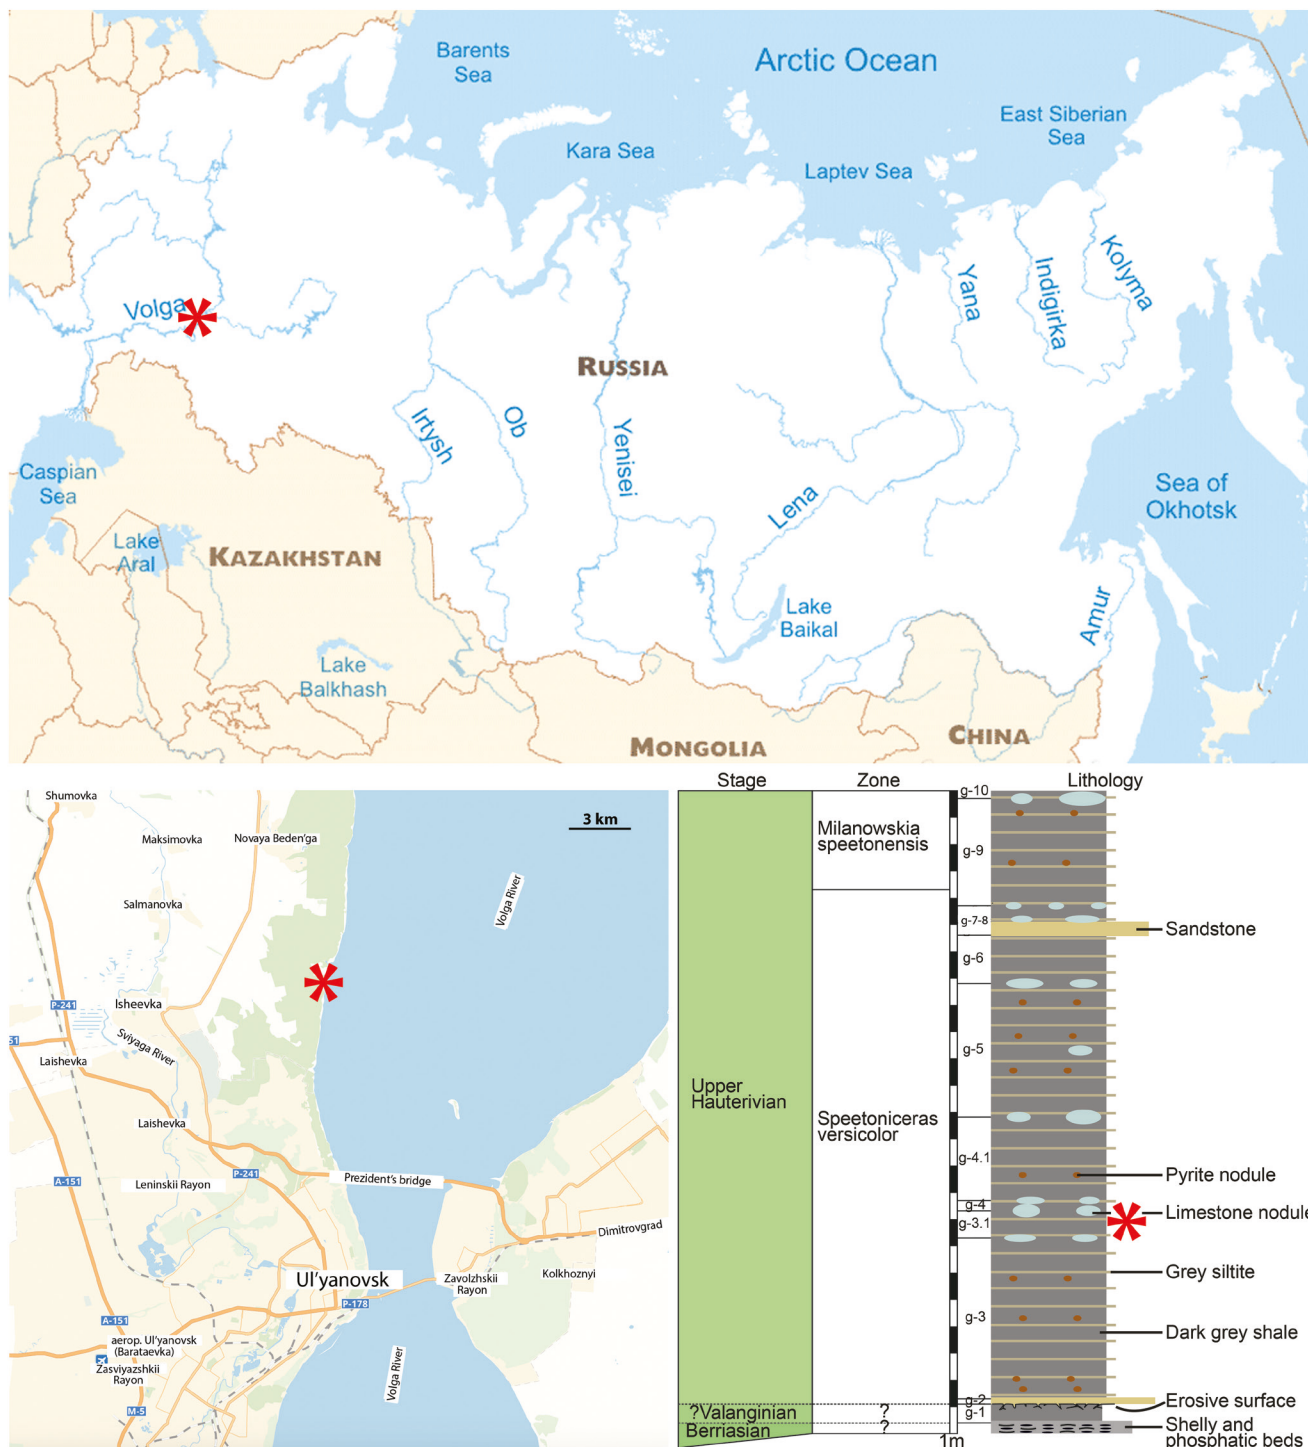 Barents
Sea
Arctic Ocean
East Siberian
Sea
Kara Sea
Laptev Sea
Volga
Yana
Indigirka
Kolyma
RUSSIA
Irtysh
Ob
Yenisei
Lena
Caspian
Sea
Sea of
Okhotsk
Lake
Aral
KAZAKHSTAN
Lake
Baikal
Amur
Lake
Balkhash
MONGOLIA
CHINA
Shumovka
Maksimovka
Novaya Beden'ga
3 km
Salmanovka
Volga River
P-241
Isheevka
51
Sviyaga River
Laishevka
Laishevka
P-241
Prezident's bridge
A-151
Leninskii Rayon
Dimitrovgrad
Ul'yanovsk
Zavolzhskii
Rayon
Kolkhoznyi
P-178
A-151
aerop. Ul'yanovsk
(Barataevka)
Zasviyazshkii
Rayon
Volga River
M-5
Stage
Zone
Lithology
g-10
Milanowskia
speetonensis
g-9
g-7-8
Sandstone
g-6
g-5
Upper
Hauterivian
Speetoniceras
versicolor
g-4.1
Pyrite nodule
g-4
Limestone nodule
g-3.1
Grey siltite
g-3
Dark grey shale
g-2
Erosive surface
?Valanginian
?
g-1
Berriasian
?
Shelly and
phosphatic beds
1m